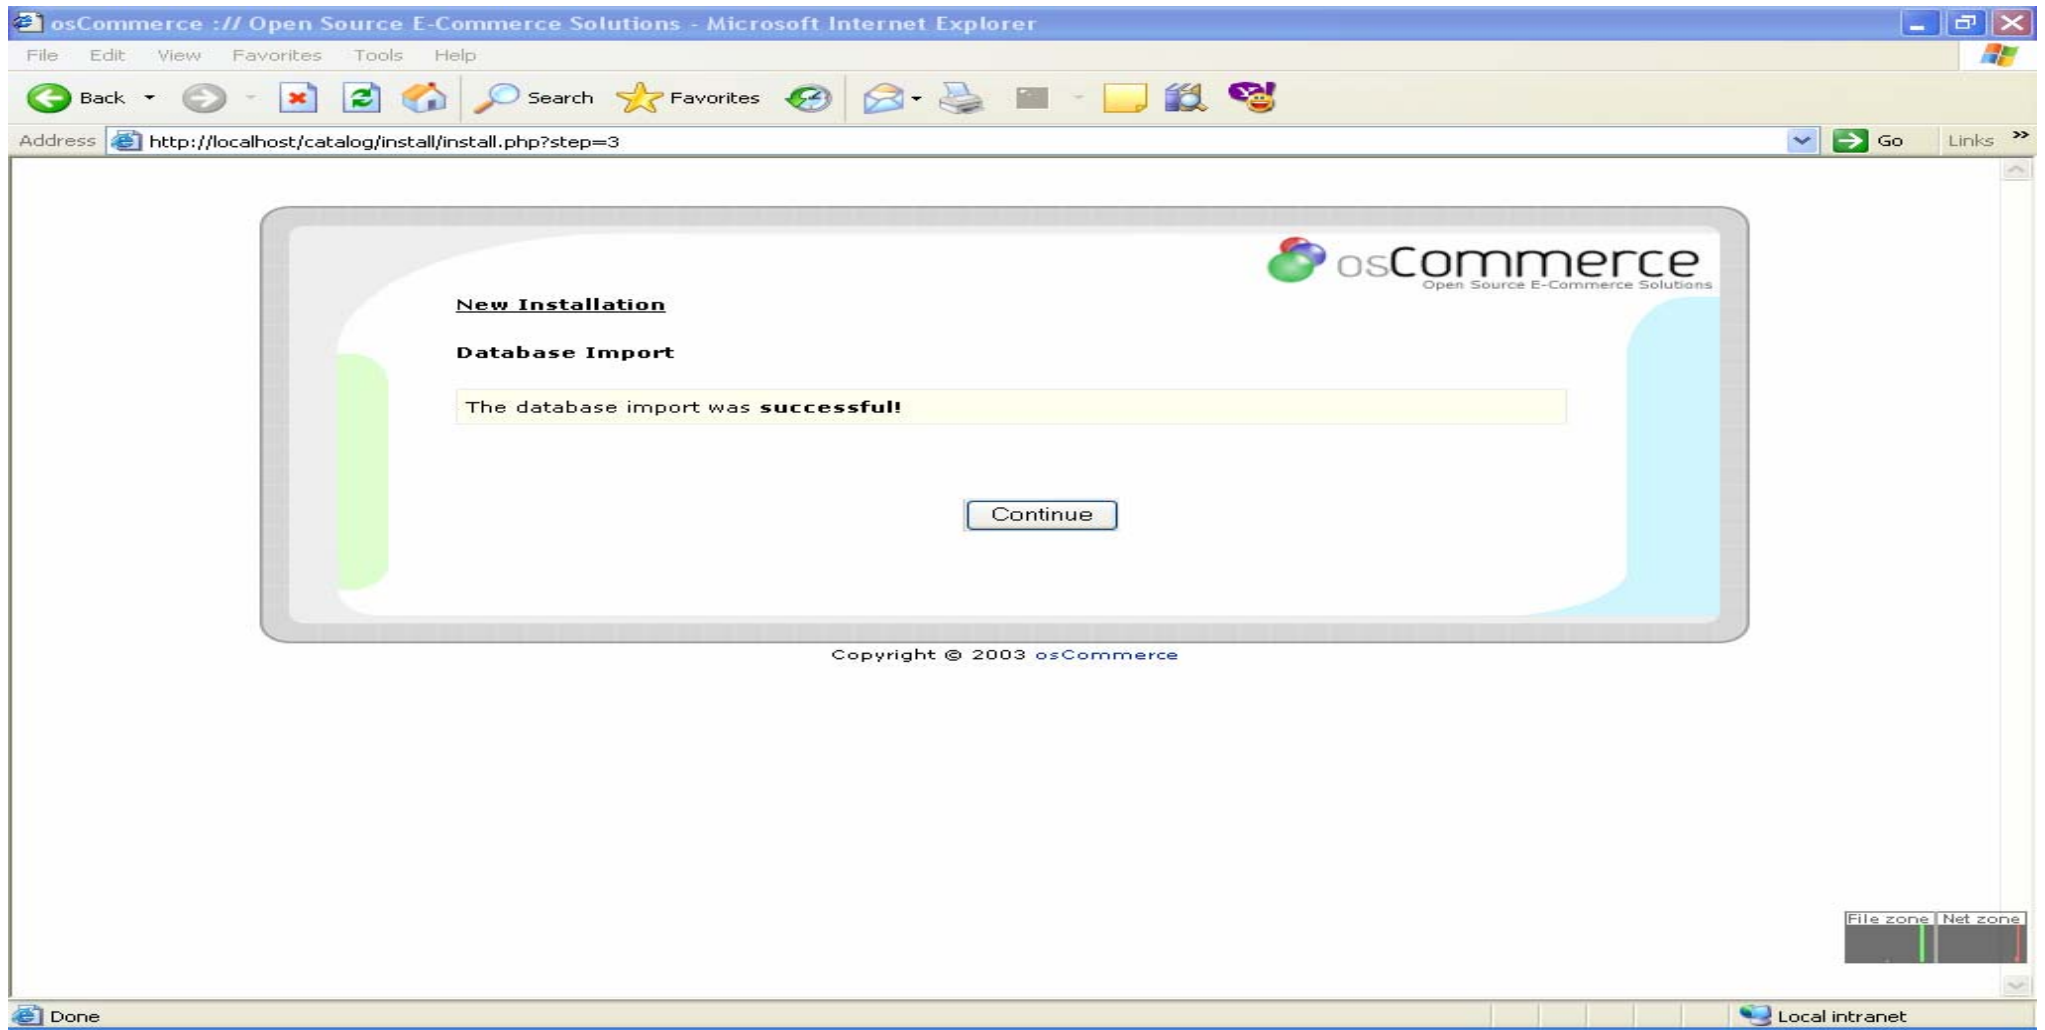 osCommerce :// Open Source E-Commerce Solutions - Microsoft Internet Explorer
File Edit View Favorites Tools Help
Back Search Favorites
Address http://localhost/catalog/install/install.php?step=3 Go Links »
osCommerce
Open Source E-Commerce Solutions
New Installation
Database Import
The database import was successful!
Continue
Copyright © 2003 osCommerce
File zone Net zone
Done Local intranet